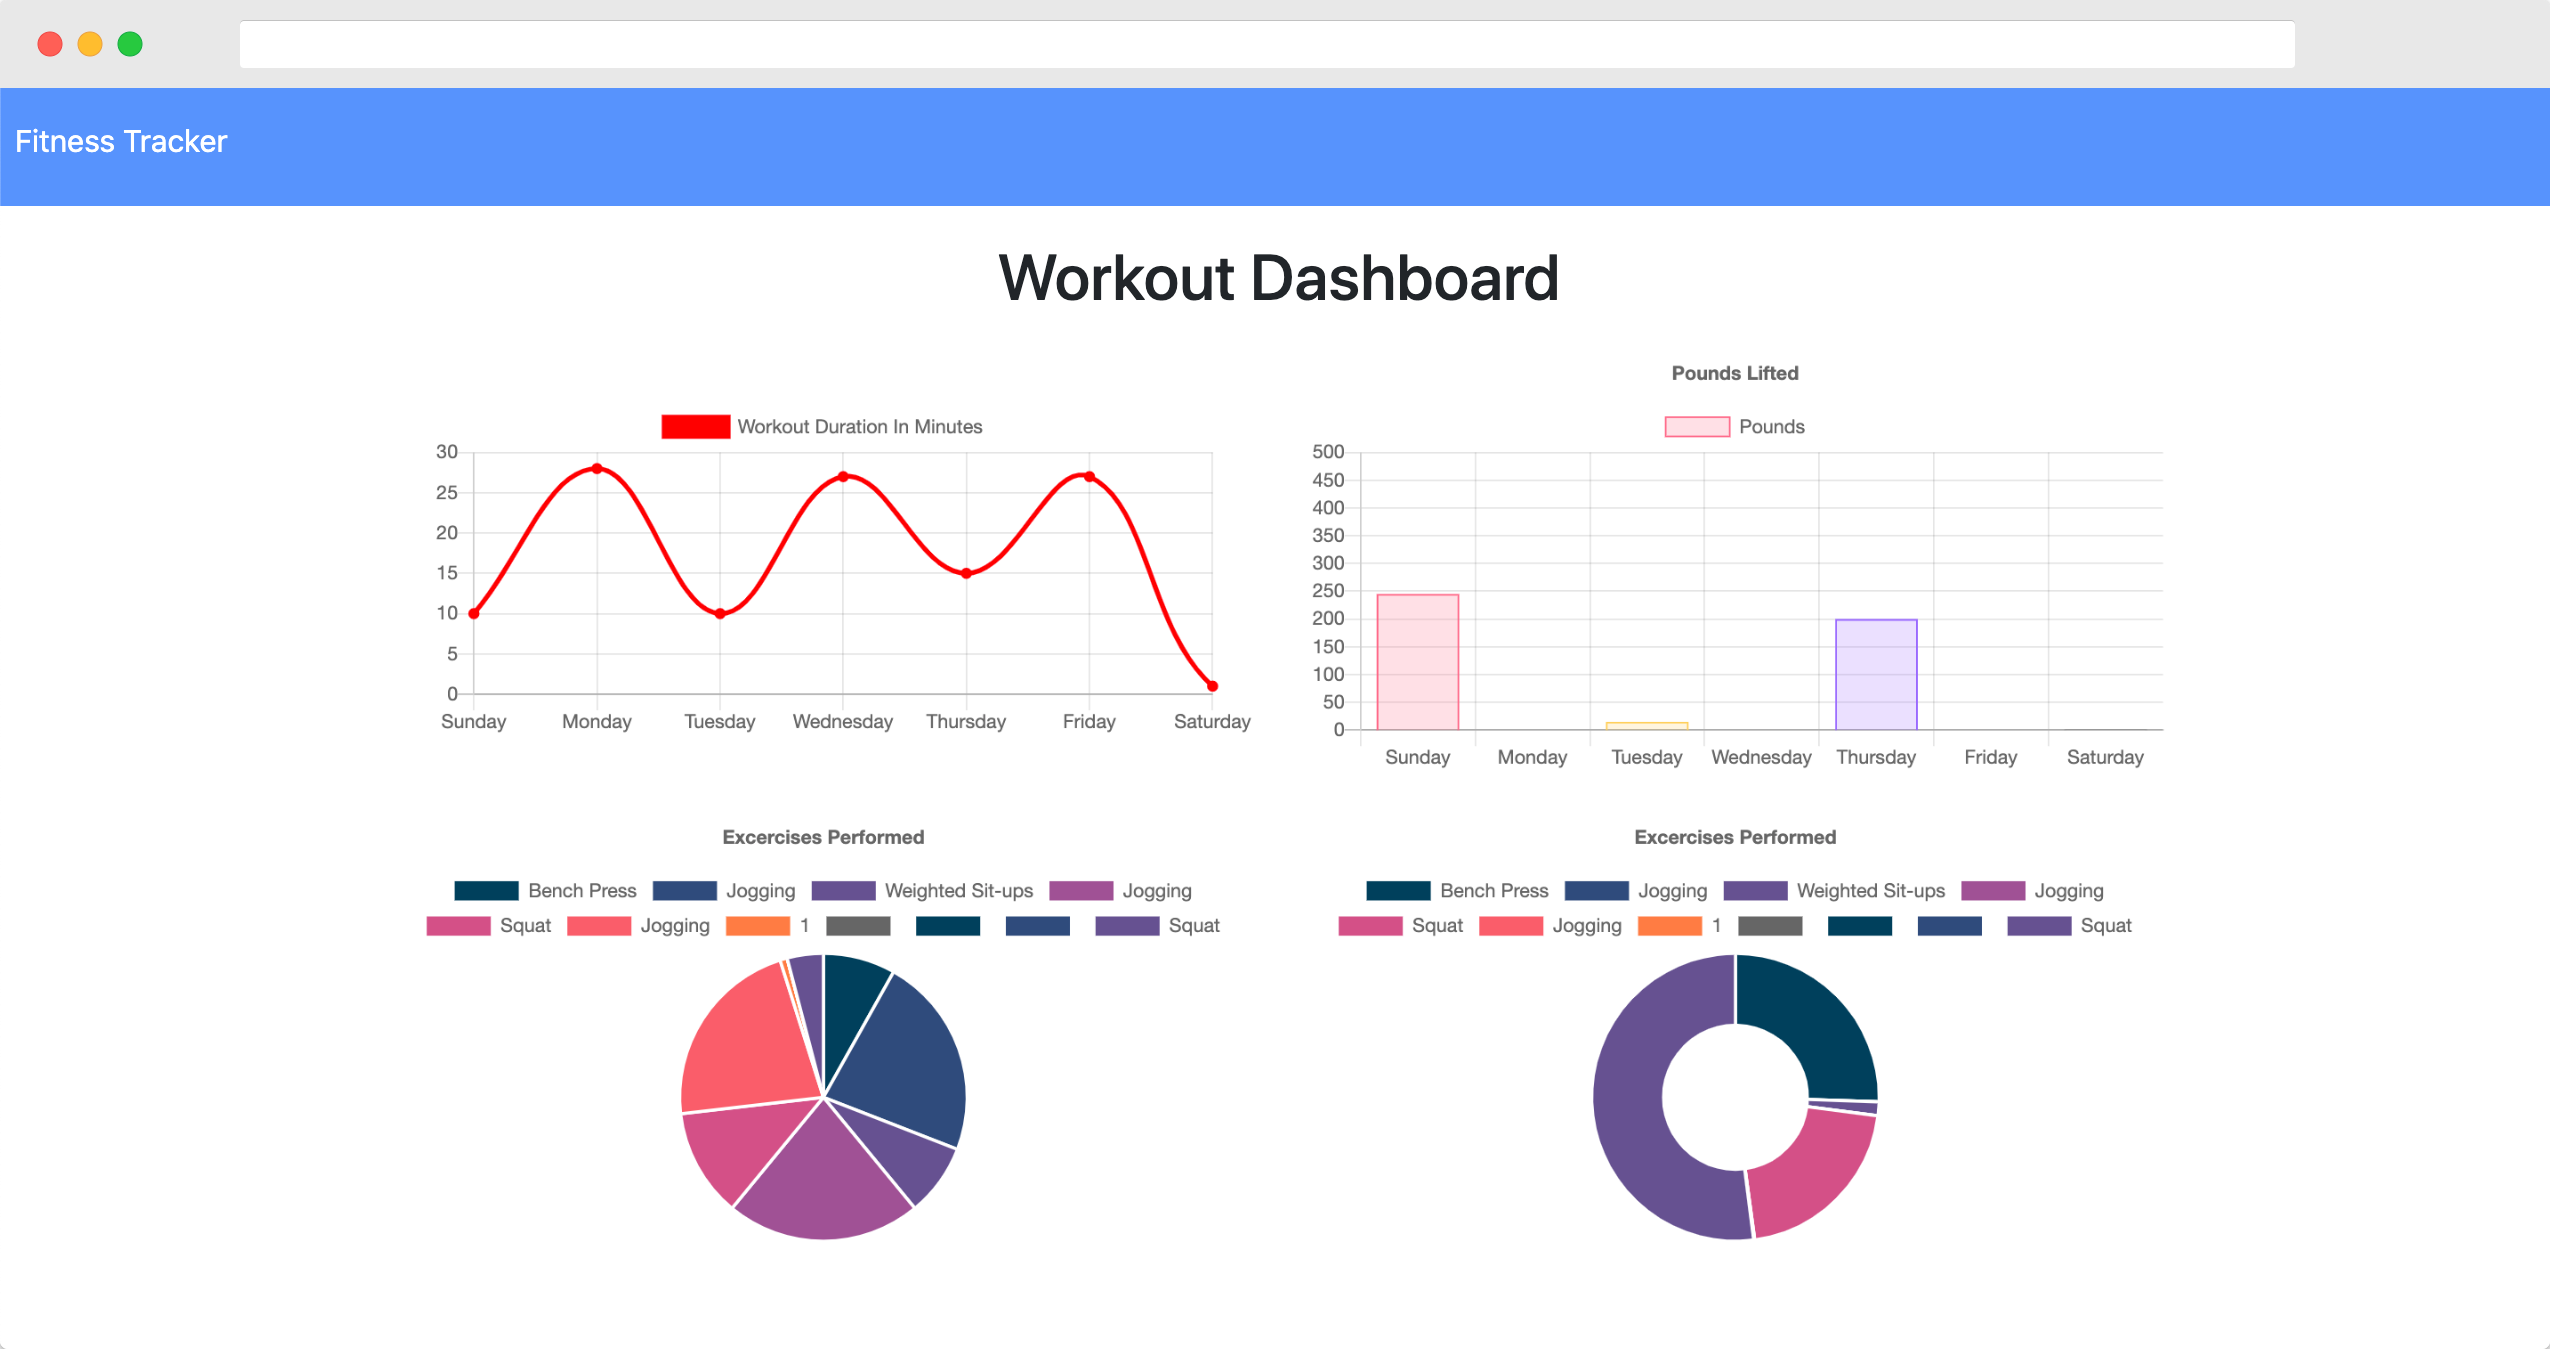 Fitness Tracker
Workout Dashboard
Workout Duration In Minutes
30
25
20
15
10
5
0
Sunday Monday Tuesday Wednesday Thursday Friday Saturday
Pounds Lifted
Pounds
500
450
400
350
300
250
200
150
100
50
0
Sunday Monday Tuesday Wednesday Thursday Friday Saturday
Excercises Performed
Bench Press Jogging Weighted Sit-ups Jogging
Squat Jogging 1 Squat
Excercises Performed
Bench Press Jogging Weighted Sit-ups Jogging
Squat Jogging 1 Squat